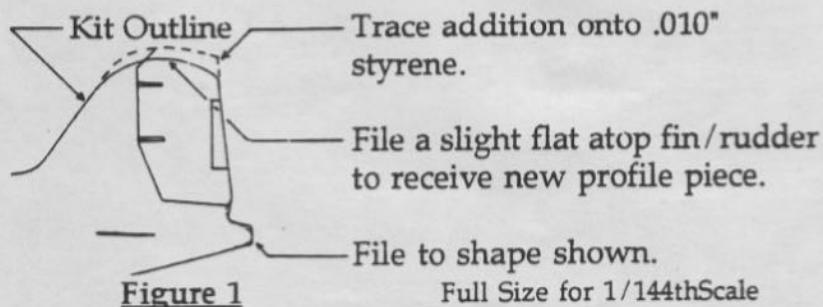 Kit Outline
Trace addition onto .010"
styrene.
File a slight flat atop fin/rudder
to receive new profile piece.
File to shape shown.
Figure 1
Full Size for 1/144thScale